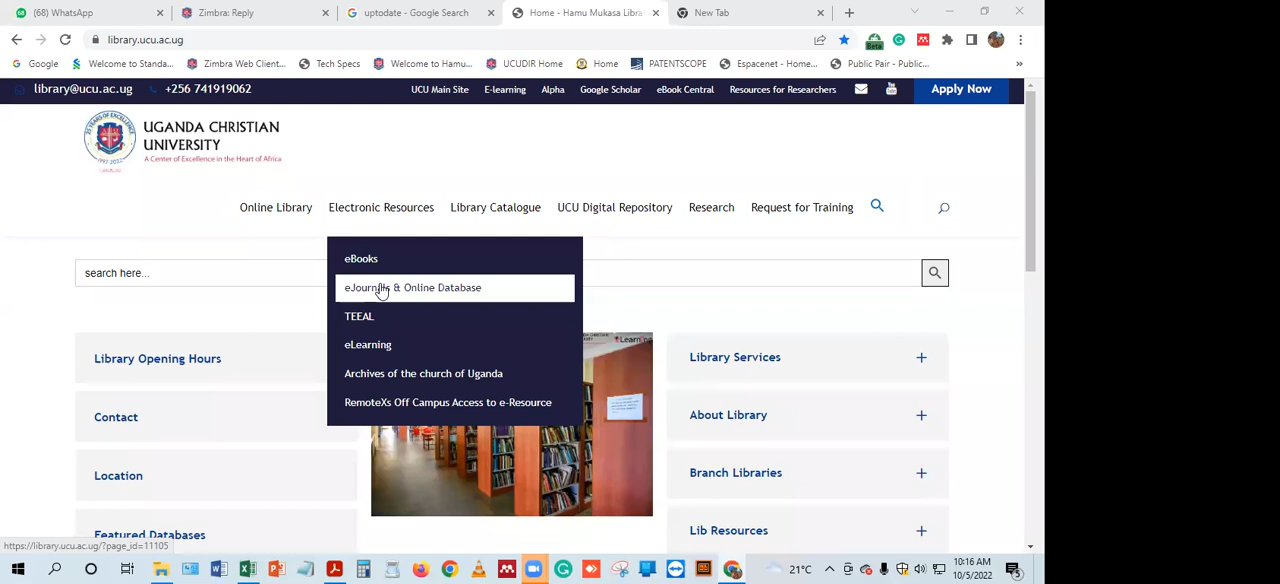 (68) WhatsApp
Zimbra: Reply
uptodate - Google Search
Home - Hamu Mukasa Libra
New Tab
library.ucu.ac.ug
Beta
Google
Welcome to Standa...
Zimbra Web Client...
Tech Specs
Welcome to Hamu...
UCUDIR Home
Home
PATENTSCOPE
Espacenet - Home...
Public Pair - Public...
library@ucu.ac.ug
+256 741919062
UCU Main Site
E-learning
Alpha
Google Scholar
eBook Central
Resources for Researchers
Apply Now
UGANDA CHRISTIAN
UNIVERSITY
A Center of Excellence in the Heart of Africa
Online Library
Electronic Resources
Library Catalogue
UCU Digital Repository
Research
Request for Training
eBooks
search here...
eJournals & Online Database
TEEAL
eLearning
Archives of the church of Uganda
RemoteXs Off Campus Access to e-Resource
Library Opening Hours
Contact
Location
Featured Databases
Library Services
About Library
Branch Libraries
Lib Resources
https://library.ucu.ac.ug/?page_id=11105
21°C
10:16 AM
10/5/2022